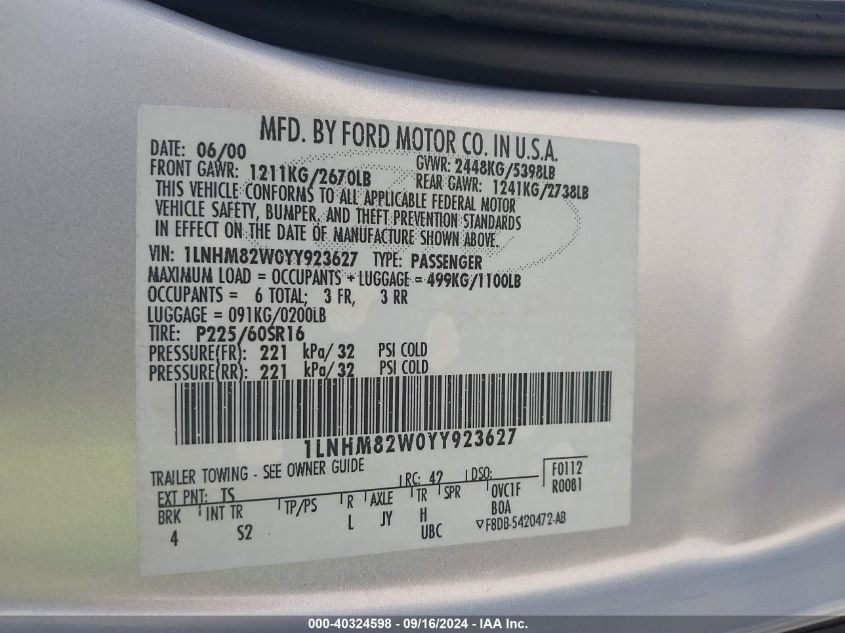 MFD. BY FORD MOTOR CO. IN U.S.A.
DATE: 06/00 GVWR: 2448KG/5398LB
FRONT GAWR: 1211KG/2670LB REAR GAWR: 1241KG/2738LB
THIS VEHICLE CONFORMS TO ALL APPLICABLE FEDERAL MOTOR
VEHICLE SAFETY, BUMPER, AND THEFT PREVENTION STANDARDS
IN EFFECT ON THE DATE OF MANUFACTURE SHOWN ABOVE.
VIN: 1LNHM82W0YY923627 TYPE: PASSENGER
MAXIMUM LOAD = OCCUPANTS + LUGGAGE = 499KG/1100LB
OCCUPANTS = 6 TOTAL; 3 FR, 3 RR
LUGGAGE = 091KG/0200LB
TIRE: P225/60SR16
PRESSURE(FR): 221 kPa/ 32 PSI COLD
PRESSURE(RR): 221 kPa/ 32 PSI COLD
1LNHM82W0YY923627
TRAILER TOWING - SEE OWNER GUIDE
EXT PNT: TS RC: 42 DSO: F0112
BRK INT TR TP/PS R AXLE TR SPR 0VC1F R0081
4 S2 L JY H B0A
UBC ▽F8DB-5420472-AB
000-40324598 - 09/16/2024 - IAA Inc.